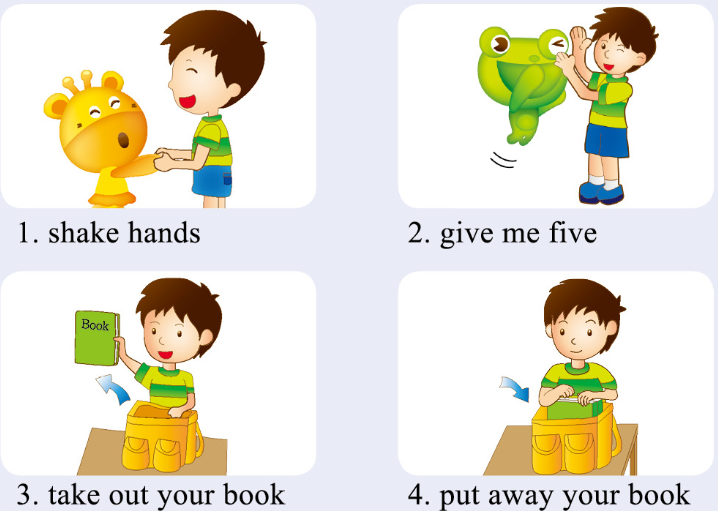 1. shake hands
2. give me five
Book
3. take out your book
4. put away your book